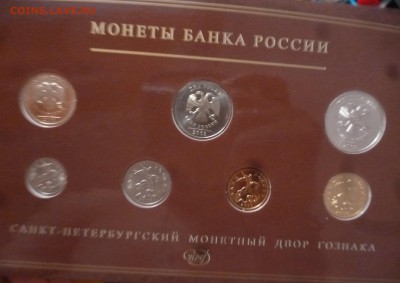 COINS.LAVE.RU
МОНЕТЫ БАНКА РОССИИ
САНКТ-ПЕТЕРБУРГСКИЙ МОНЕТНЫЙ ДВОР ГОЗНАКА